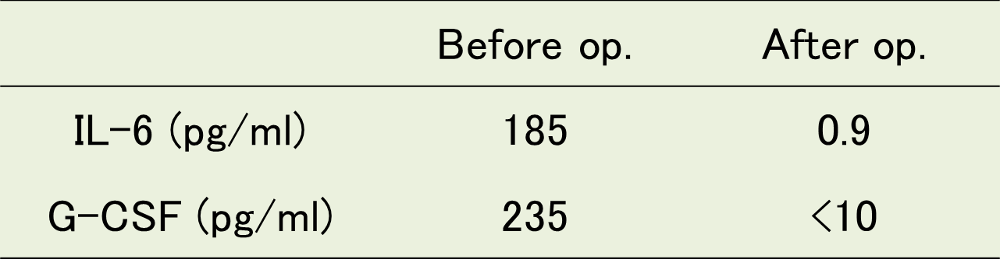 Before op. After op.
IL-6 (pg/ml) 185 0.9
G-CSF (pg/ml) 235 <10